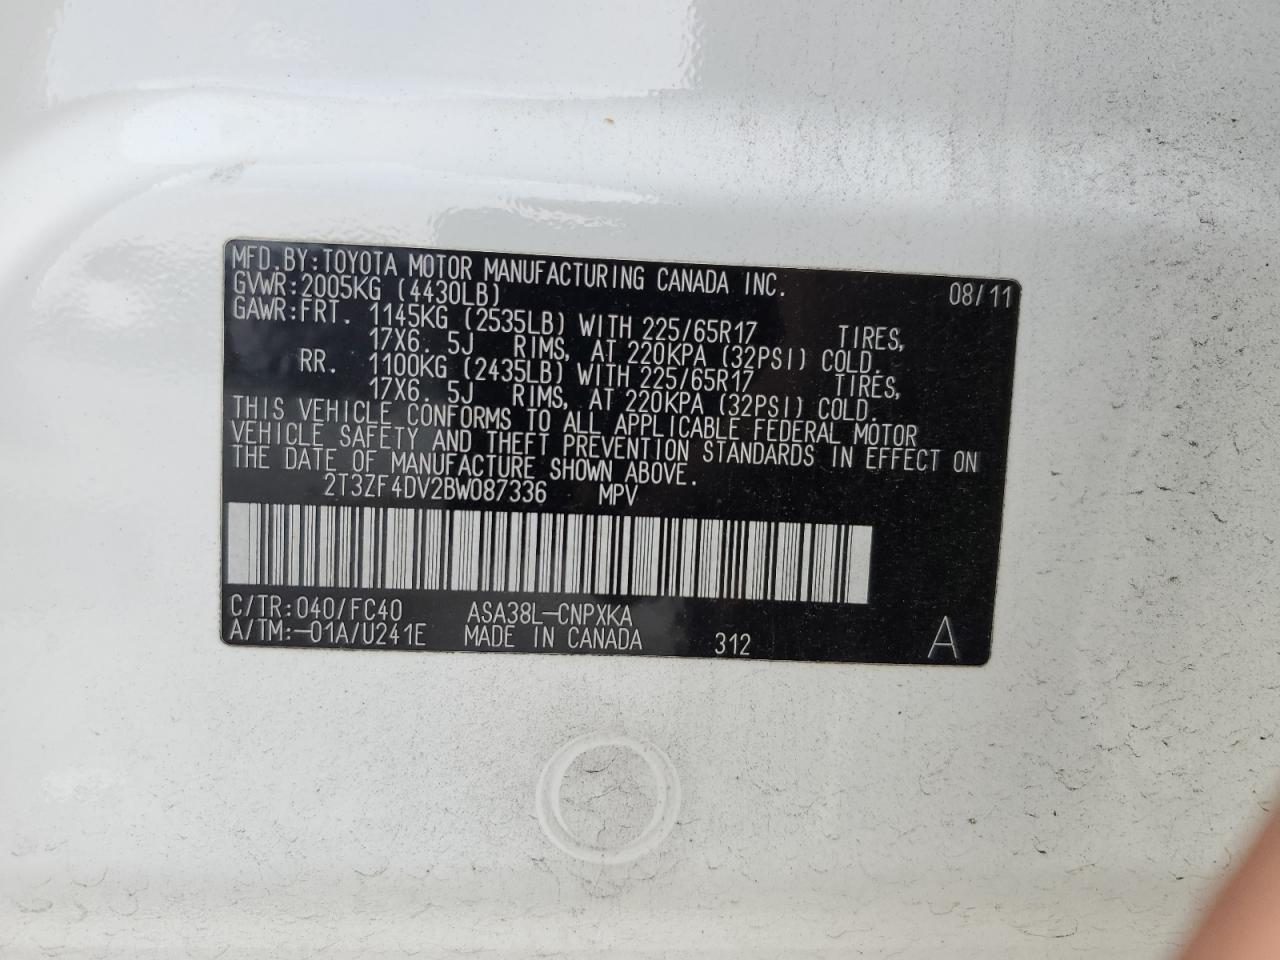 MFD.BY:TOYOTA MOTOR MANUFACTURING CANADA INC. 08/11
GVWR:2005KG (4430LB)
GAWR:FRT. 1145KG (2535LB) WITH 225/65R17 TIRES,
17X6. 5J RIMS, AT 220KPA (32PSI) COLD.
RR. 1100KG (2435LB) WITH 225/65R17 TIRES,
17X6. 5J RIMS, AT 220KPA (32PSI) COLD.
THIS VEHICLE CONFORMS TO ALL APPLICABLE FEDERAL MOTOR
VEHICLE SAFETY AND THEFT PREVENTION STANDARDS IN EFFECT ON
THE DATE OF MANUFACTURE SHOWN ABOVE.
2T3ZF4DV2BW087336 MPV
C/TR:040/FC40 ASA38L-CNPXKA
A/TM:-01A/U241E MADE IN CANADA 312 A